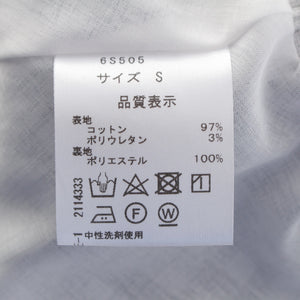 6S505
サイズ S
品質表示
表地
コットン 97%
ポリウレタン 3%
裏地
ポリエステル 100%
F
W
中性洗剤使用
2114333